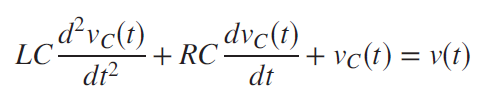 LC d²v_C(t)/dt² + RC dv_C(t)/dt + v_C(t) = v(t)